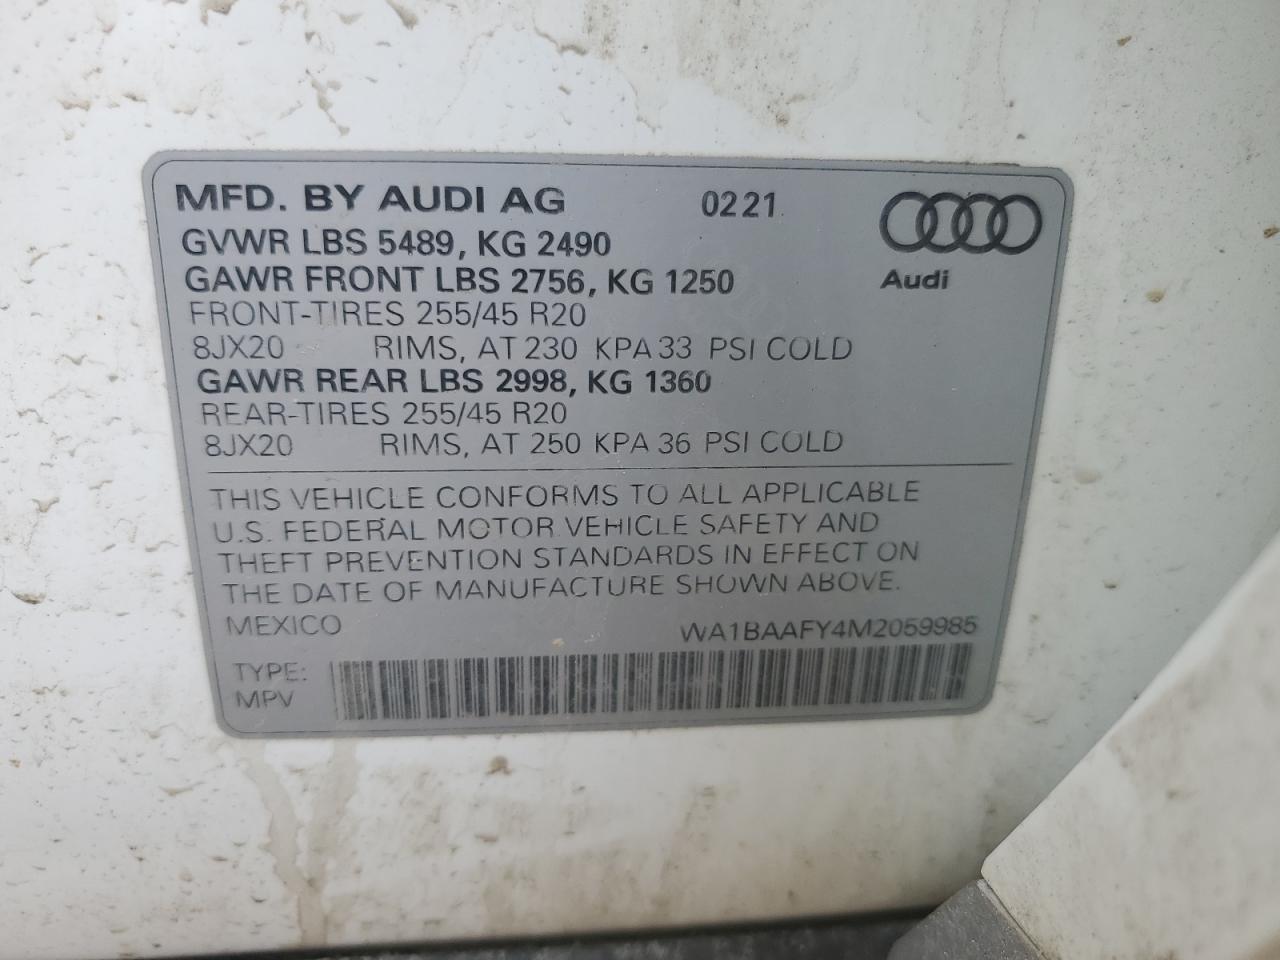 MFD. BY AUDI AG 0221
GVWR LBS 5489, KG 2490
GAWR FRONT LBS 2756, KG 1250
Audi
FRONT-TIRES 255/45 R20
8JX20 RIMS, AT 230 KPA 33 PSI COLD
GAWR REAR LBS 2998, KG 1360
REAR-TIRES 255/45 R20
8JX20 RIMS, AT 250 KPA 36 PSI COLD
THIS VEHICLE CONFORMS TO ALL APPLICABLE
U.S. FEDERAL MOTOR VEHICLE SAFETY AND
THEFT PREVENTION STANDARDS IN EFFECT ON
THE DATE OF MANUFACTURE SHOWN ABOVE.
MEXICO WA1BAAFY4M2059985
TYPE:
MPV